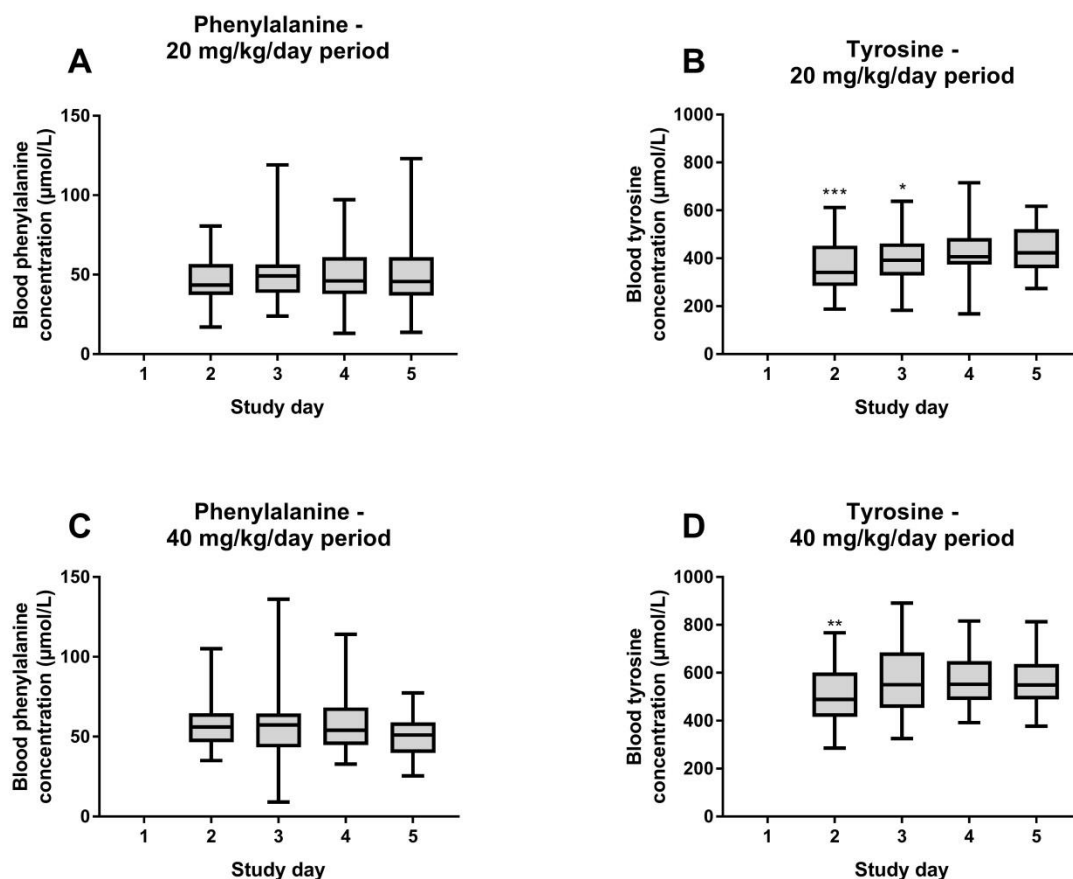 A
Phenylalanine -
20 mg/kg/day period
Blood phenylalanine
concentration (µmol/L)
150
100
50
0
1 2 3 4 5
Study day
B
Tyrosine -
20 mg/kg/day period
Blood tyrosine
concentration (µmol/L)
1000
800
600
400
200
0
*** *
1 2 3 4 5
Study day
C
Phenylalanine -
40 mg/kg/day period
Blood phenylalanine
concentration (µmol/L)
150
100
50
0
1 2 3 4 5
Study day
D
Tyrosine -
40 mg/kg/day period
Blood tyrosine
concentration (µmol/L)
1000
800
600
400
200
0
**
1 2 3 4 5
Study day